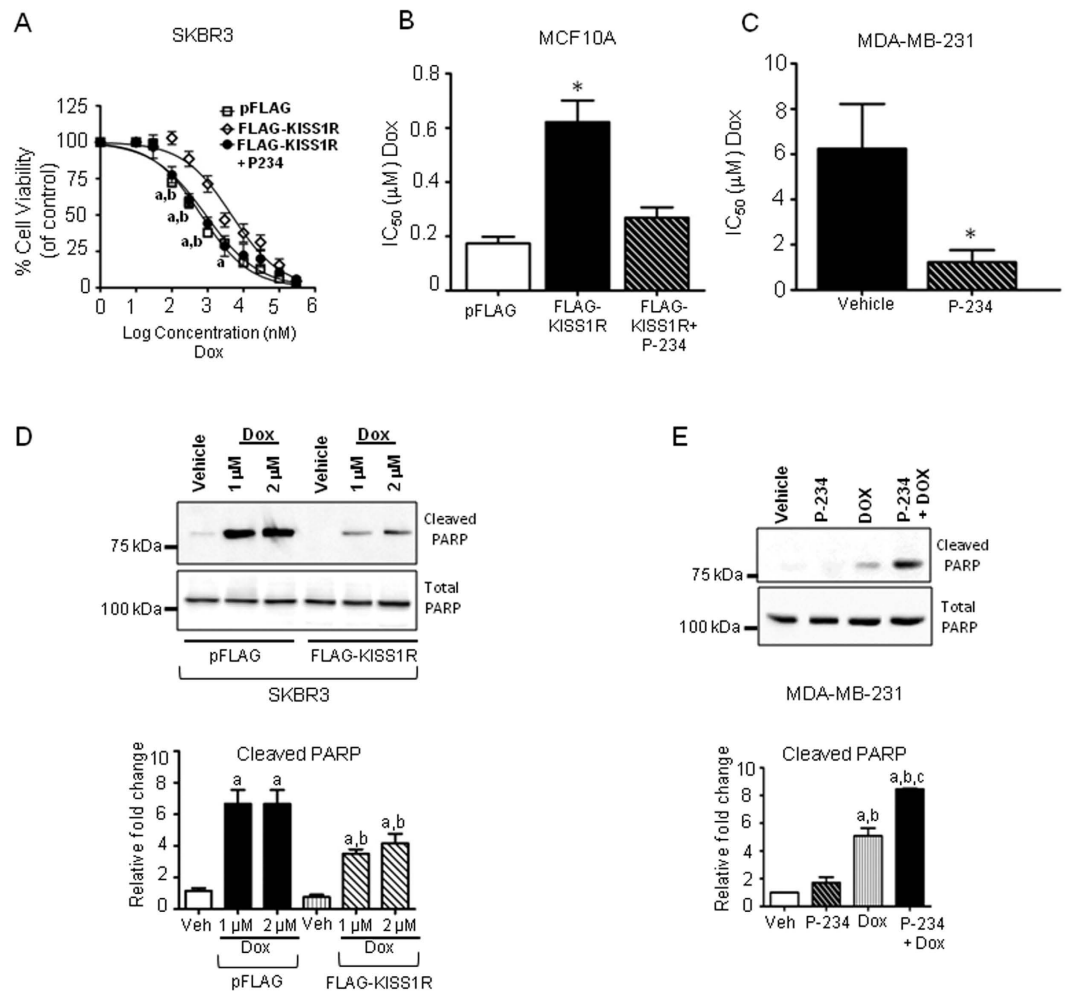 A
SKBR3
% Cell Viability
(of control)
125
100
75
50
25
0
pFLAG
FLAG-KISS1R
FLAG-KISS1R
+ P234
a,b
a,b
a,b
a
0
1
2
3
4
5
6
Log Concentration (nM)
Dox
B
MCF10A
IC50 (µM) Dox
0.8
0.6
0.4
0.2
0
*
pFLAG
FLAG-
KISS1R
FLAG-
KISS1R+
P-234
C
MDA-MB-231
IC50 (µM) Dox
10
8
6
4
2
0
*
Vehicle
P-234
D
Vehicle
Dox
1 µM
2 µM
Vehicle
Dox
1 µM
2 µM
75 kDa
Cleaved
PARP
100 kDa
Total
PARP
pFLAG
FLAG-KISS1R
SKBR3
Cleaved PARP
Relative fold change
10
8
6
4
2
0
a
a
a,b
a,b
Veh
1 µM
2 µM
Veh
1 µM
2 µM
Dox
Dox
pFLAG
FLAG-KISS1R
E
Vehicle
P-234
DOX
P-234
+ DOX
75 kDa
Cleaved
PARP
100 kDa
Total
PARP
MDA-MB-231
Cleaved PARP
Relative fold change
10
8
6
4
2
0
a,b
a,b,c
Veh
P-234
Dox
P-234
+ Dox